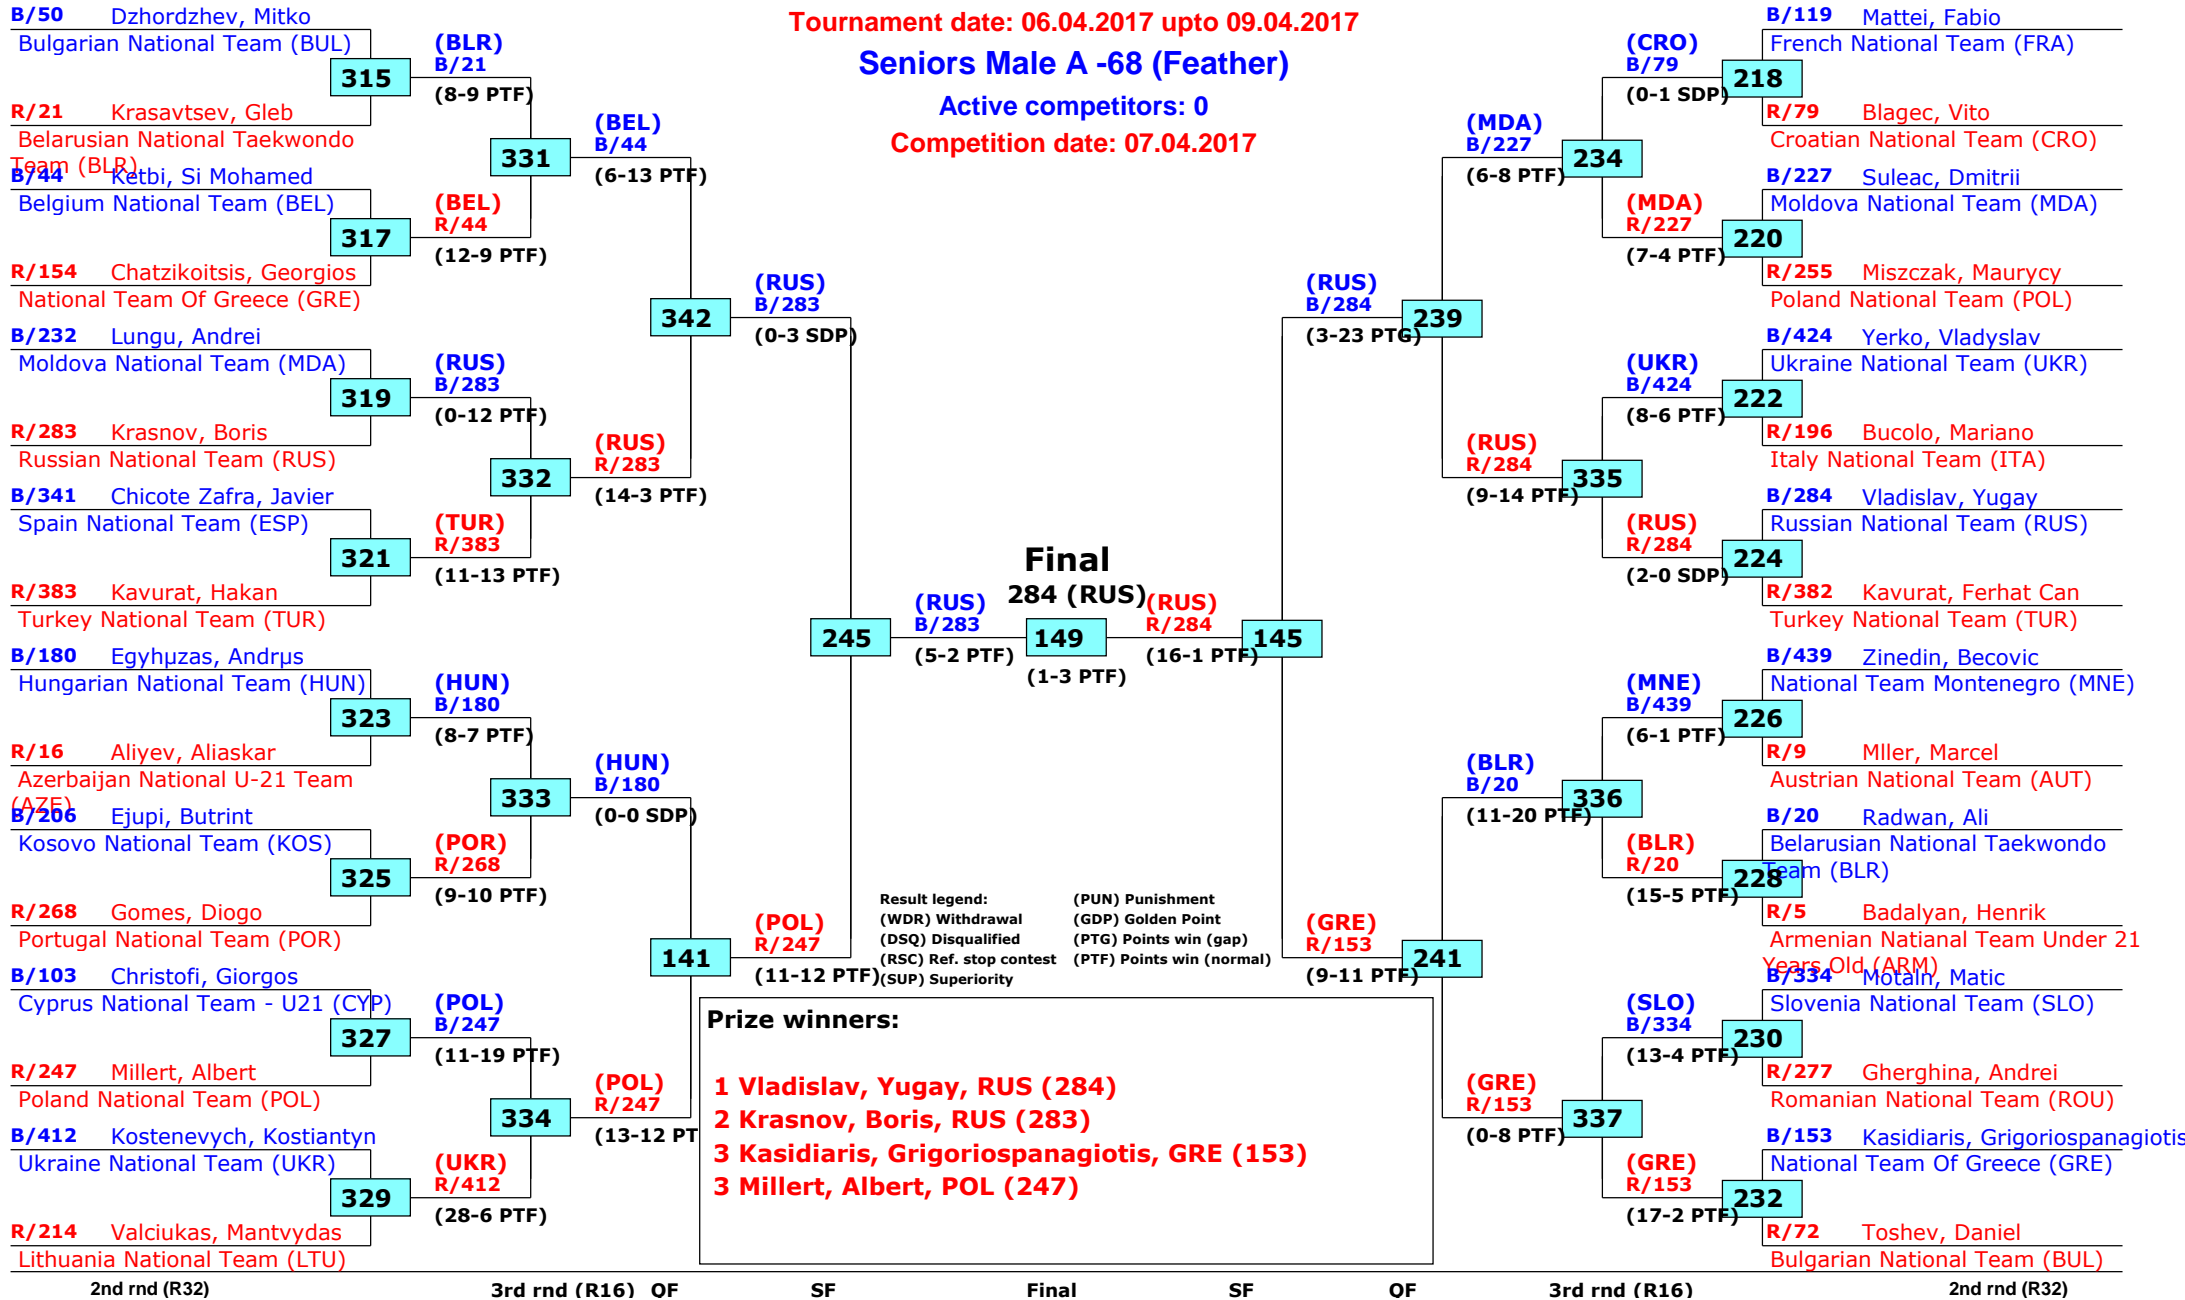 Tournament date: 06.04.2017 upto 09.04.2017
Seniors Male A -68 (Feather)
Active competitors: 0
Competition date: 07.04.2017
B/50 Dzhordzhev, Mitko
Bulgarian National Team (BUL)
315
R/21 Krasavtsev, Gleb
Belarusian National Taekwondo
Team (BLR)
B/44 Ketbi, Si Mohamed
Belgium National Team (BEL)
317
R/154 Chatzikoitsis, Georgios
National Team Of Greece (GRE)
B/232 Lungu, Andrei
Moldova National Team (MDA)
319
R/283 Krasnov, Boris
Russian National Team (RUS)
B/341 Chicote Zafra, Javier
Spain National Team (ESP)
321
R/383 Kavurat, Hakan
Turkey National Team (TUR)
B/180 Egyhµzas, Andrµs
Hungarian National Team (HUN)
323
R/16 Aliyev, Aliaskar
Azerbaijan National U-21 Team
(AZE)
B/206 Ejupi, Butrint
Kosovo National Team (KOS)
325
R/268 Gomes, Diogo
Portugal National Team (POR)
B/103 Christofi, Giorgos
Cyprus National Team - U21 (CYP)
327
R/247 Millert, Albert
Poland National Team (POL)
B/412 Kostenevych, Kostiantyn
Ukraine National Team (UKR)
329
R/214 Valciukas, Mantvydas
Lithuania National Team (LTU)
(BLR)
B/21
(8-9 PTF)
331
(BEL)
R/44
(12-9 PTF)
(RUS)
B/283
(0-12 PTF)
332
(TUR)
R/383
(11-13 PTF)
(HUN)
B/180
(8-7 PTF)
333
(POR)
R/268
(9-10 PTF)
(POL)
B/247
(11-19 PTF)
334
(UKR)
R/412
(28-6 PTF)
(BEL)
B/44
(6-13 PTF)
342
(RUS)
R/283
(14-3 PTF)
(HUN)
B/180
(0-0 SDP)
141
(POL)
R/247
(13-12 PT
(RUS)
B/283
(0-3 SDP)
245
(POL)
R/247
(11-12 PTF)
(RUS)
B/283
(5-2 PTF)
Final
284 (RUS)
149
(1-3 PTF)
(RUS)
R/284
(16-1 PTF)
145
(RUS)
B/284
(3-23 PTG)
239
(GRE)
R/153
(9-11 PTF)
241
(MDA)
B/227
(6-8 PTF)
234
(RUS)
R/284
(9-14 PTF)
335
(BLR)
B/20
(11-20 PTF)
336
(GRE)
R/153
(0-8 PTF)
337
(CRO)
B/79
(0-1 SDP)
(MDA)
R/227
(7-4 PTF)
(UKR)
B/424
(8-6 PTF)
(RUS)
R/284
(2-0 SDP)
(MNE)
B/439
(6-1 PTF)
(BLR)
R/20
(15-5 PTF)
(SLO)
B/334
(13-4 PTF)
(GRE)
R/153
(17-2 PTF)
B/119 Mattei, Fabio
French National Team (FRA)
218
R/79 Blagec, Vito
Croatian National Team (CRO)
B/227 Suleac, Dmitrii
Moldova National Team (MDA)
220
R/255 Miszczak, Maurycy
Poland National Team (POL)
B/424 Yerko, Vladyslav
Ukraine National Team (UKR)
222
R/196 Bucolo, Mariano
Italy National Team (ITA)
B/284 Vladislav, Yugay
Russian National Team (RUS)
224
R/382 Kavurat, Ferhat Can
Turkey National Team (TUR)
B/439 Zinedin, Becovic
National Team Montenegro (MNE)
226
R/9 Mller, Marcel
Austrian National Team (AUT)
B/20 Radwan, Ali
Belarusian National Taekwondo
Team (BLR)
228
R/5 Badalyan, Henrik
Armenian Natianal Team Under 21
Years Old (ARM)
B/334 Motaln, Matic
Slovenia National Team (SLO)
230
R/277 Gherghina, Andrei
Romanian National Team (ROU)
B/153 Kasidiaris, Grigoriospanagiotis
National Team Of Greece (GRE)
232
R/72 Toshev, Daniel
Bulgarian National Team (BUL)
Result legend:
(WDR) Withdrawal
(DSQ) Disqualified
(RSC) Ref. stop contest
(SUP) Superiority
(PUN) Punishment
(GDP) Golden Point
(PTG) Points win (gap)
(PTF) Points win (normal)
Prize winners:
1 Vladislav, Yugay, RUS (284)
2 Krasnov, Boris, RUS (283)
3 Kasidiaris, Grigoriospanagiotis, GRE (153)
3 Millert, Albert, POL (247)
2nd rnd (R32) 3rd rnd (R16) QF SF Final SF QF 3rd rnd (R16) 2nd rnd (R32)